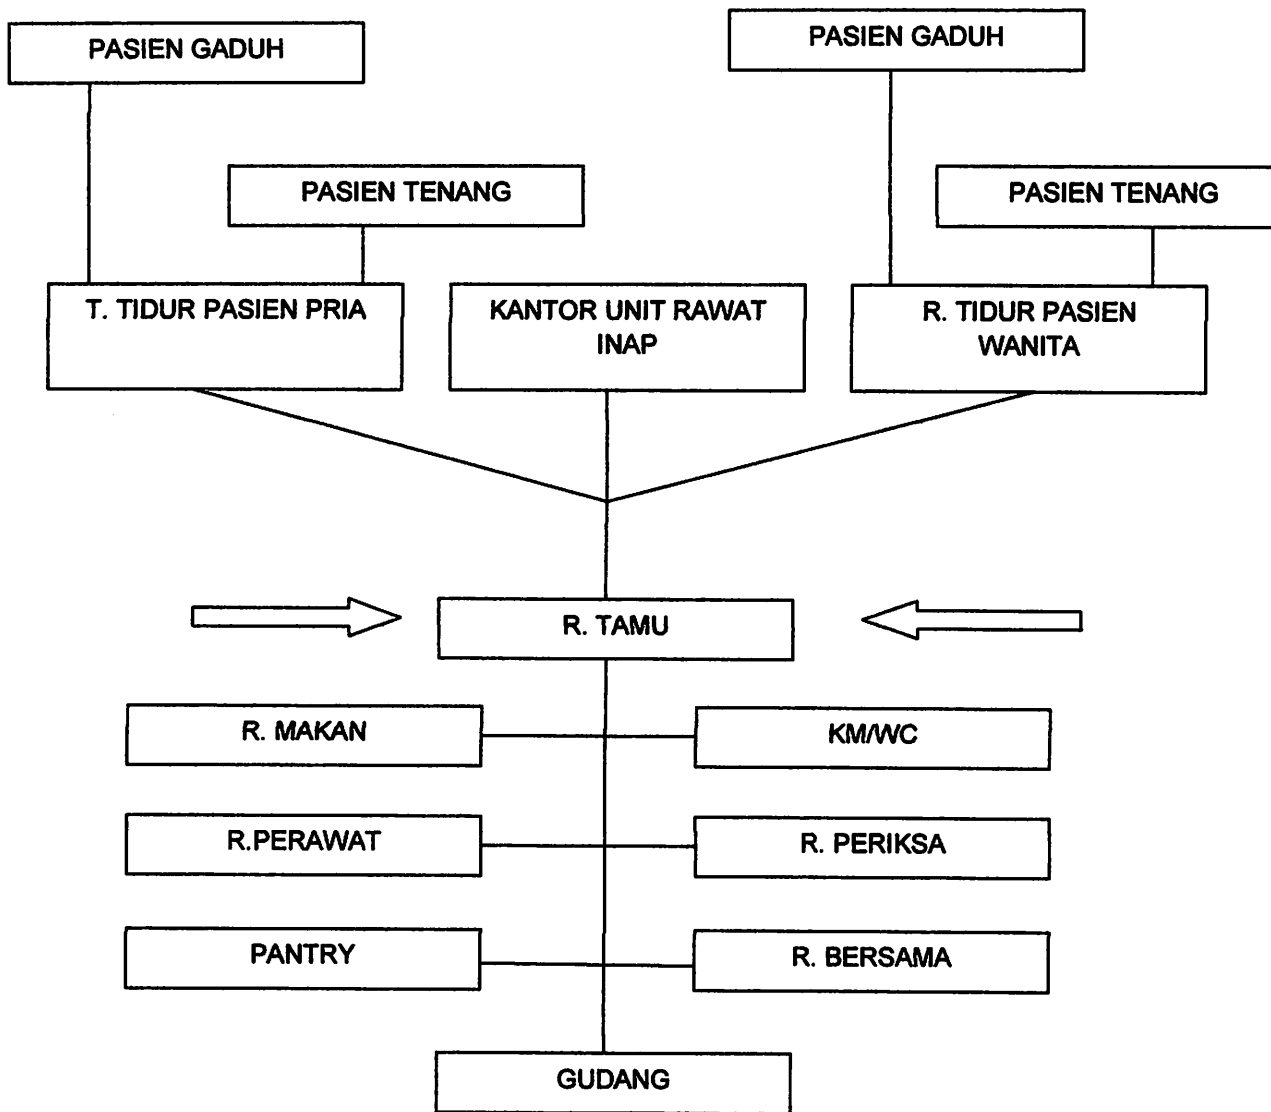 PASIEN GADUH
PASIEN GADUH
PASIEN TENANG
PASIEN TENANG
T. TIDUR PASIEN PRIA
KANTOR UNIT RAWAT
INAP
R. TIDUR PASIEN
WANITA
R. TAMU
R. MAKAN
KM/WC
R.PERAWAT
R. PERIKSA
PANTRY
R. BERSAMA
GUDANG